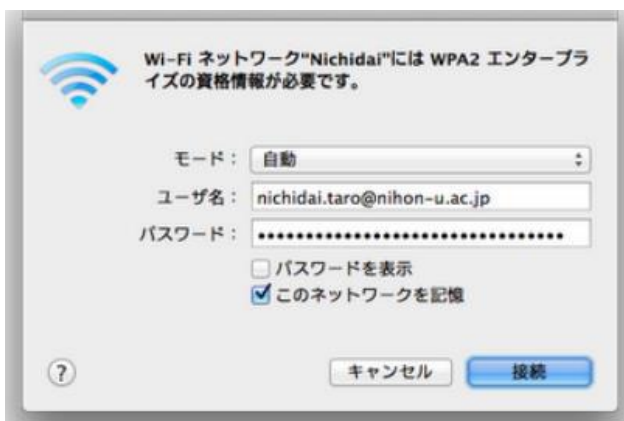 Wi-Fi ネットワーク"Nichidai"には WPA2 エンタープラ
イズの資格情報が必要です。
モード： 自動
ユーザ名： nichidai.taro@nihon-u.ac.jp
パスワード： ••••••••••••••••••••••••••••••••
パスワードを表示
このネットワークを記憶
?
キャンセル 接続